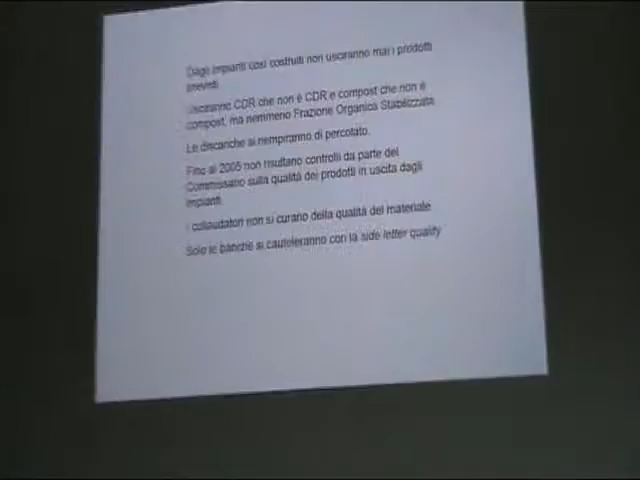 Dagli impianti così costruiti non usciranno mai i prodotti
previsti.
Usciranno CDR che non è CDR e compost che non è
compost, ma nemmeno Frazione Organica Stabilizzata.
Le discariche si riempiranno di percolato.
Fino al 2005 non risultano controlli da parte del
Commissario sulla qualità dei prodotti in uscita dagli
impianti.
I collaudatori non si curano della qualità del materiale.
Solo le banche si cauteleranno con la side letter quality